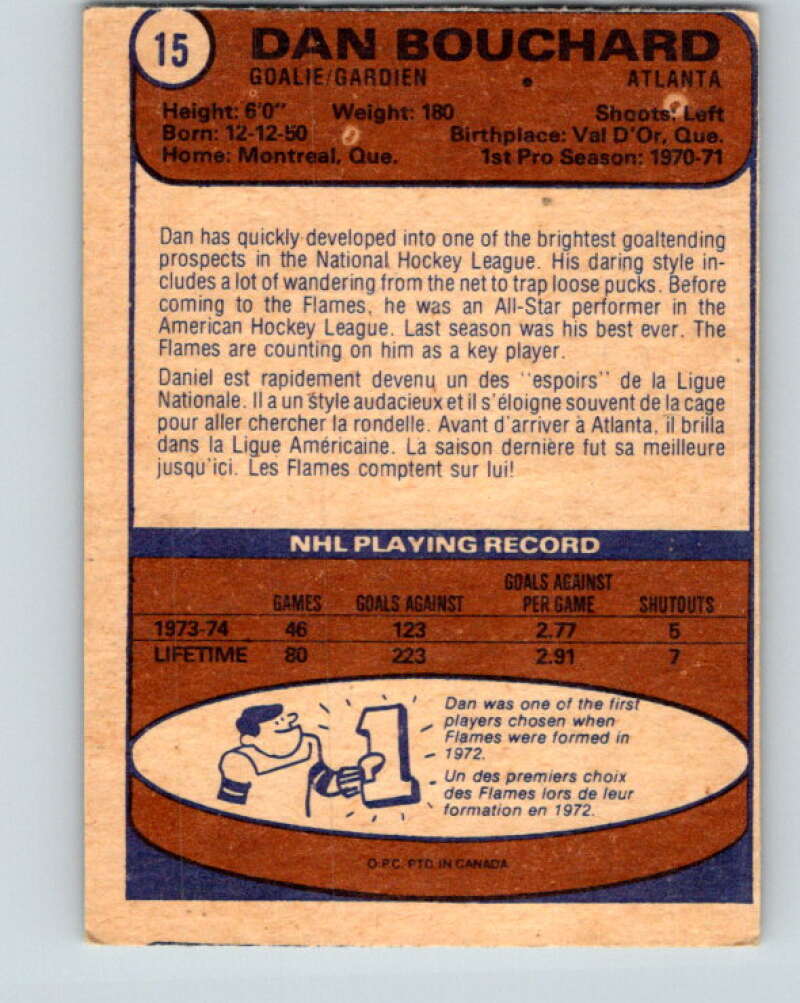 15
DAN BOUCHARD
GOALIE/GARDIEN • ATLANTA
Height: 6'0" Weight: 180 Shoots: Left
Born: 12-12-50 Birthplace: Val D'Or, Que.
Home: Montreal, Que. 1st Pro Season: 1970-71
Dan has quickly developed into one of the brightest goaltending
prospects in the National Hockey League. His daring style in-
cludes a lot of wandering from the net to trap loose pucks. Before
coming to the Flames, he was an All-Star performer in the
American Hockey League. Last season was his best ever. The
Flames are counting on him as a key player.
Daniel est rapidement devenu un des "espoirs" de la Ligue
Nationale. Il a un style audacieux et il s'éloigne souvent de la cage
pour aller chercher la rondelle. Avant d'arriver à Atlanta, il brilla
dans la Ligue Américaine. La saison dernière fut sa meilleure
jusqu'ici. Les Flames comptent sur lui!
NHL PLAYING RECORD
GAMES GOALS AGAINST GOALS AGAINST PER GAME SHUTOUTS
1973-74 46 123 2.77 5
LIFETIME 80 223 2.91 7
1
Dan was one of the first
players chosen when
Flames were formed in
1972.
Un des premiers choix
des Flames lors de leur
formation en 1972.
O.P.C. PTD. IN CANADA